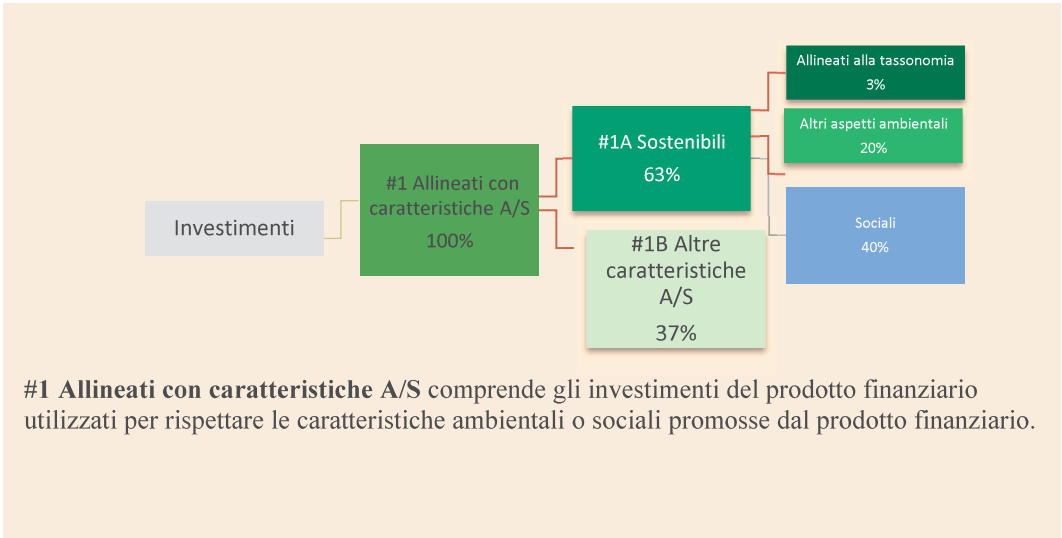 Investimenti
#1 Allineati con
caratteristiche A/S
100%
#1A Sostenibili
63%
#1B Altre
caratteristiche
A/S
37%
Allineati alla tassonomia
3%
Altri aspetti ambientali
20%
Sociali
40%
#1 Allineati con caratteristiche A/S comprende gli investimenti del prodotto finanziario
utilizzati per rispettare le caratteristiche ambientali o sociali promosse dal prodotto finanziario.